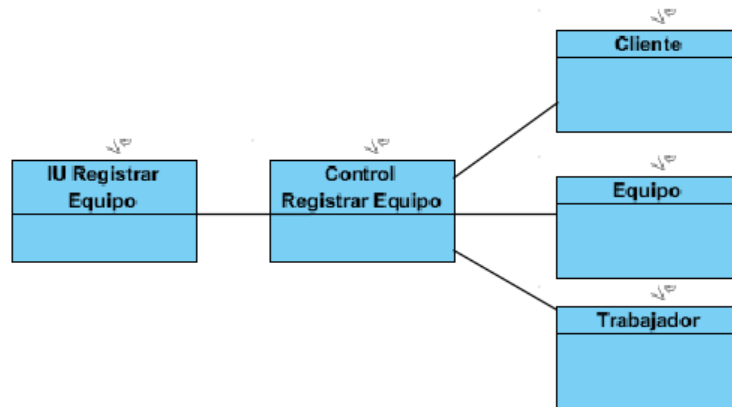 Cliente
IU Registrar
Equipo
Control
Registrar Equipo
Equipo
Trabajador